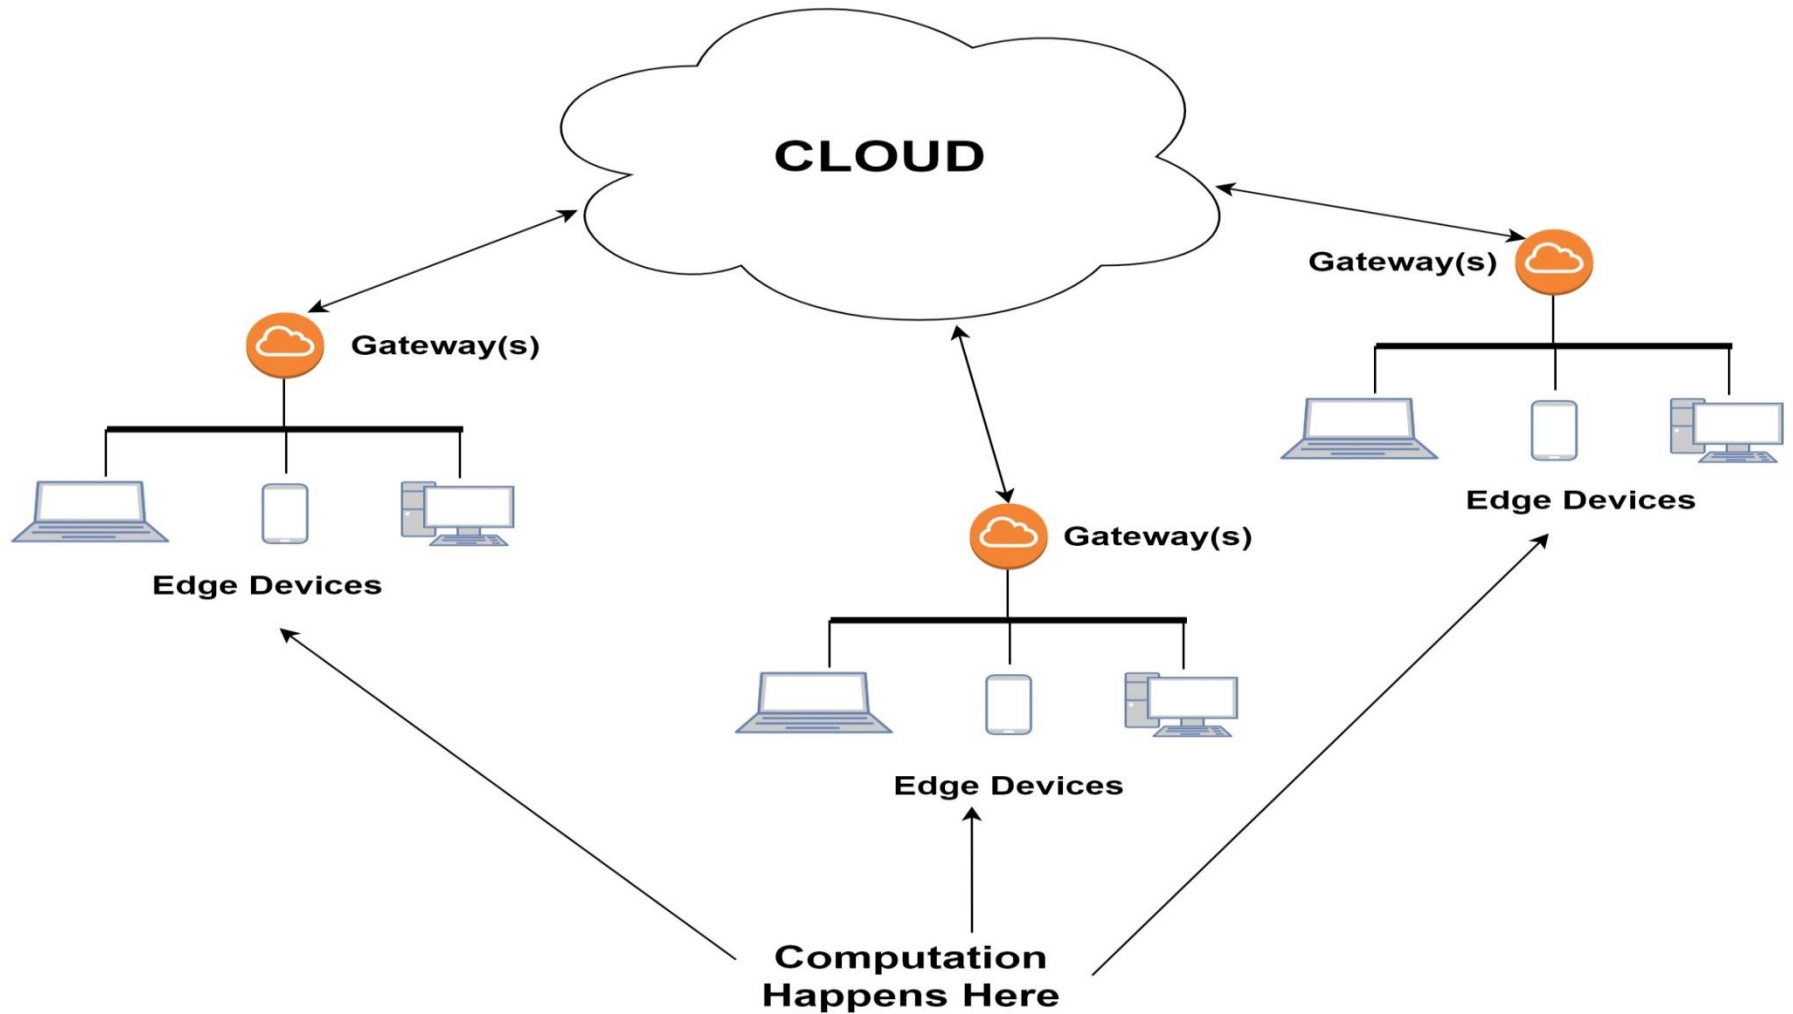 CLOUD
Gateway(s)
Gateway(s)
Edge Devices
Gateway(s)
Edge Devices
Edge Devices
Computation
Happens Here